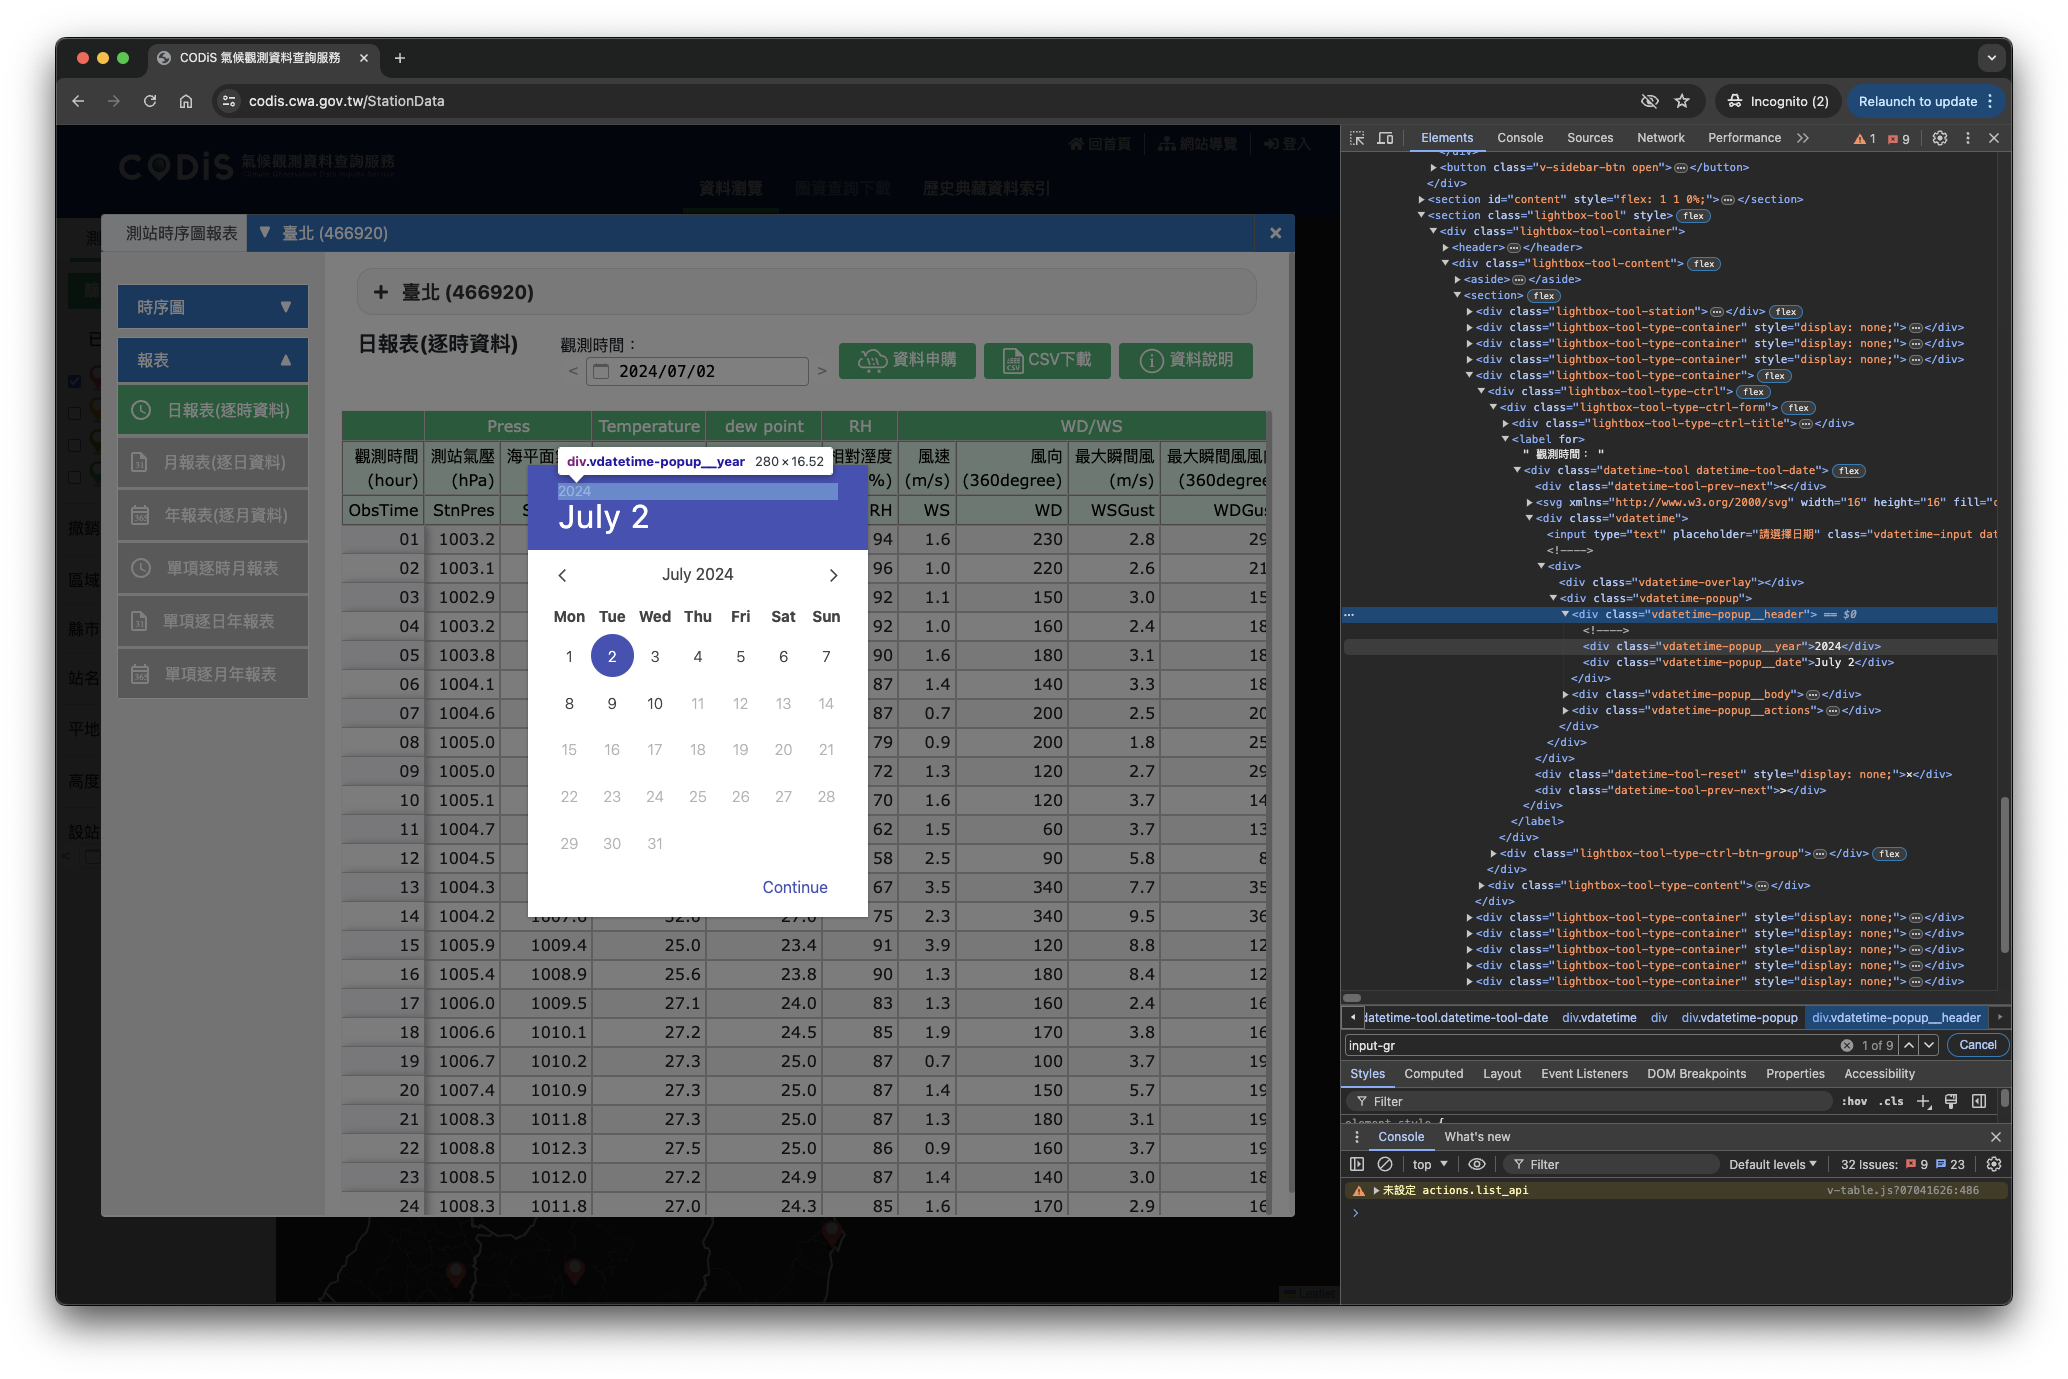 CODiS 氣候觀測資料查詢服務
codis.cwa.gov.tw/StationData
Incognito (2)
Relaunch to update
CODiS 氣候觀測資料查詢服務
回首頁
網站導覽
登入
資料瀏覽
圖資查詢下載
歷史典藏資料索引
測站時序圖報表
臺北 (466920)
時序圖
報表
日報表(逐時資料)
月報表(逐日資料)
年報表(逐月資料)
單項逐時月報表
單項逐日年報表
單項逐月年報表
+ 臺北 (466920)
日報表(逐時資料)
觀測時間：
< 2024/07/02 >
資料申購
CSV下載
資料說明
Press Temperature dew point RH WD/WS
觀測時間 測站氣壓 海平面 相對溼度 風速 風向 最大瞬間風 最大瞬間風風
(hour) (hPa) %) (m/s) (360degree) (m/s) (360degre
ObsTime StnPres RH WS WD WSGust WDGu
01 1003.2 94 1.6 230 2.8 29
02 1003.1 96 1.0 220 2.6 21
03 1002.9 92 1.1 150 3.0 15
04 1003.2 92 1.0 160 2.4 18
05 1003.8 90 1.6 180 3.1 18
06 1004.1 87 1.4 140 3.3 18
07 1004.6 87 0.7 200 2.5 20
08 1005.0 79 0.9 200 1.8 25
09 1005.0 72 1.3 120 2.7 29
10 1005.1 70 1.6 120 3.7 14
11 1004.7 62 1.5 60 3.7 13
12 1004.5 58 2.5 90 5.8 8
13 1004.3 67 3.5 340 7.7 35
14 1004.2 75 2.3 340 9.5 36
15 1005.9 1009.4 25.0 23.4 91 3.9 120 8.8 12
16 1005.4 1008.9 25.6 23.8 90 1.3 180 8.4 12
17 1006.0 1009.5 27.1 24.0 83 1.3 160 2.4 16
18 1006.6 1010.1 27.2 24.5 85 1.9 170 3.8 16
19 1006.7 1010.2 27.3 25.0 87 0.7 100 3.7 19
20 1007.4 1010.9 27.3 25.0 87 1.4 150 5.7 19
21 1008.3 1011.8 27.3 25.0 87 1.3 180 3.1 19
22 1008.8 1012.3 27.5 25.0 86 0.9 160 3.7 19
23 1008.5 1012.0 27.2 24.9 87 1.4 140 3.0 18
24 1008.3 1011.8 27.0 24.3 85 1.6 170 2.9 16
div.vdatetime-popup__year 280 × 16.52
2024
July 2
July 2024
Mon Tue Wed Thu Fri Sat Sun
1 2 3 4 5 6 7
8 9 10 11 12 13 14
15 16 17 18 19 20 21
22 23 24 25 26 27 28
29 30 31
Continue
Leaflet
Elements Console Sources Network Performance 1 9
<button class="v-sidebar-btn open">…</button>
</div>
<section id="content" style="flex: 1 1 0%;">…</section>
<section class="lightbox-tool" style> flex
<div class="lightbox-tool-container">
<header>…</header>
<div class="lightbox-tool-content"> flex
<aside>…</aside>
<section> flex
<div class="lightbox-tool-station">…</div> flex
<div class="lightbox-tool-type-container" style="display: none;">…</div>
<div class="lightbox-tool-type-container" style="display: none;">…</div>
<div class="lightbox-tool-type-container" style="display: none;">…</div>
<div class="lightbox-tool-type-container"> flex
<div class="lightbox-tool-type-ctrl"> flex
<div class="lightbox-tool-type-ctrl-form"> flex
<div class="lightbox-tool-type-ctrl-title">…</div>
<label for>
" 觀測時間： "
<div class="datetime-tool datetime-tool-date"> flex
<div class="datetime-tool-prev-next"><</div>
<svg xmlns="http://www.w3.org/2000/svg" width="16" height="16" fill="c
<div class="vdatetime">
<input type="text" placeholder="請選擇日期" class="vdatetime-input dat
<!---->
<div>
<div class="vdatetime-overlay"></div>
<div class="vdatetime-popup">
<div class="vdatetime-popup__header"> == $0
<!---->
<div class="vdatetime-popup__year">2024</div>
<div class="vdatetime-popup__date">July 2</div>
</div>
<div class="vdatetime-popup__body">…</div>
<div class="vdatetime-popup__actions">…</div>
</div>
</div>
</div>
<div class="datetime-tool-reset" style="display: none;">×</div>
<div class="datetime-tool-prev-next">></div>
</div>
</label>
</div>
<div class="lightbox-tool-type-ctrl-btn-group">…</div> flex
</div>
<div class="lightbox-tool-type-content">…</div>
</div>
<div class="lightbox-tool-type-container" style="display: none;">…</div>
<div class="lightbox-tool-type-container" style="display: none;">…</div>
<div class="lightbox-tool-type-container" style="display: none;">…</div>
<div class="lightbox-tool-type-container" style="display: none;">…</div>
<div class="lightbox-tool-type-container" style="display: none;">…</div>
datetime-tool.datetime-tool-date div.vdatetime div div.vdatetime-popup div.vdatetime-popup__header
input-gr 1 of 9 Cancel
Styles Computed Layout Event Listeners DOM Breakpoints Properties Accessibility
Filter :hov .cls
Console What's new
top Filter Default levels 32 Issues: 9 23
未設定 actions.list_api v-table.js?07041626:486